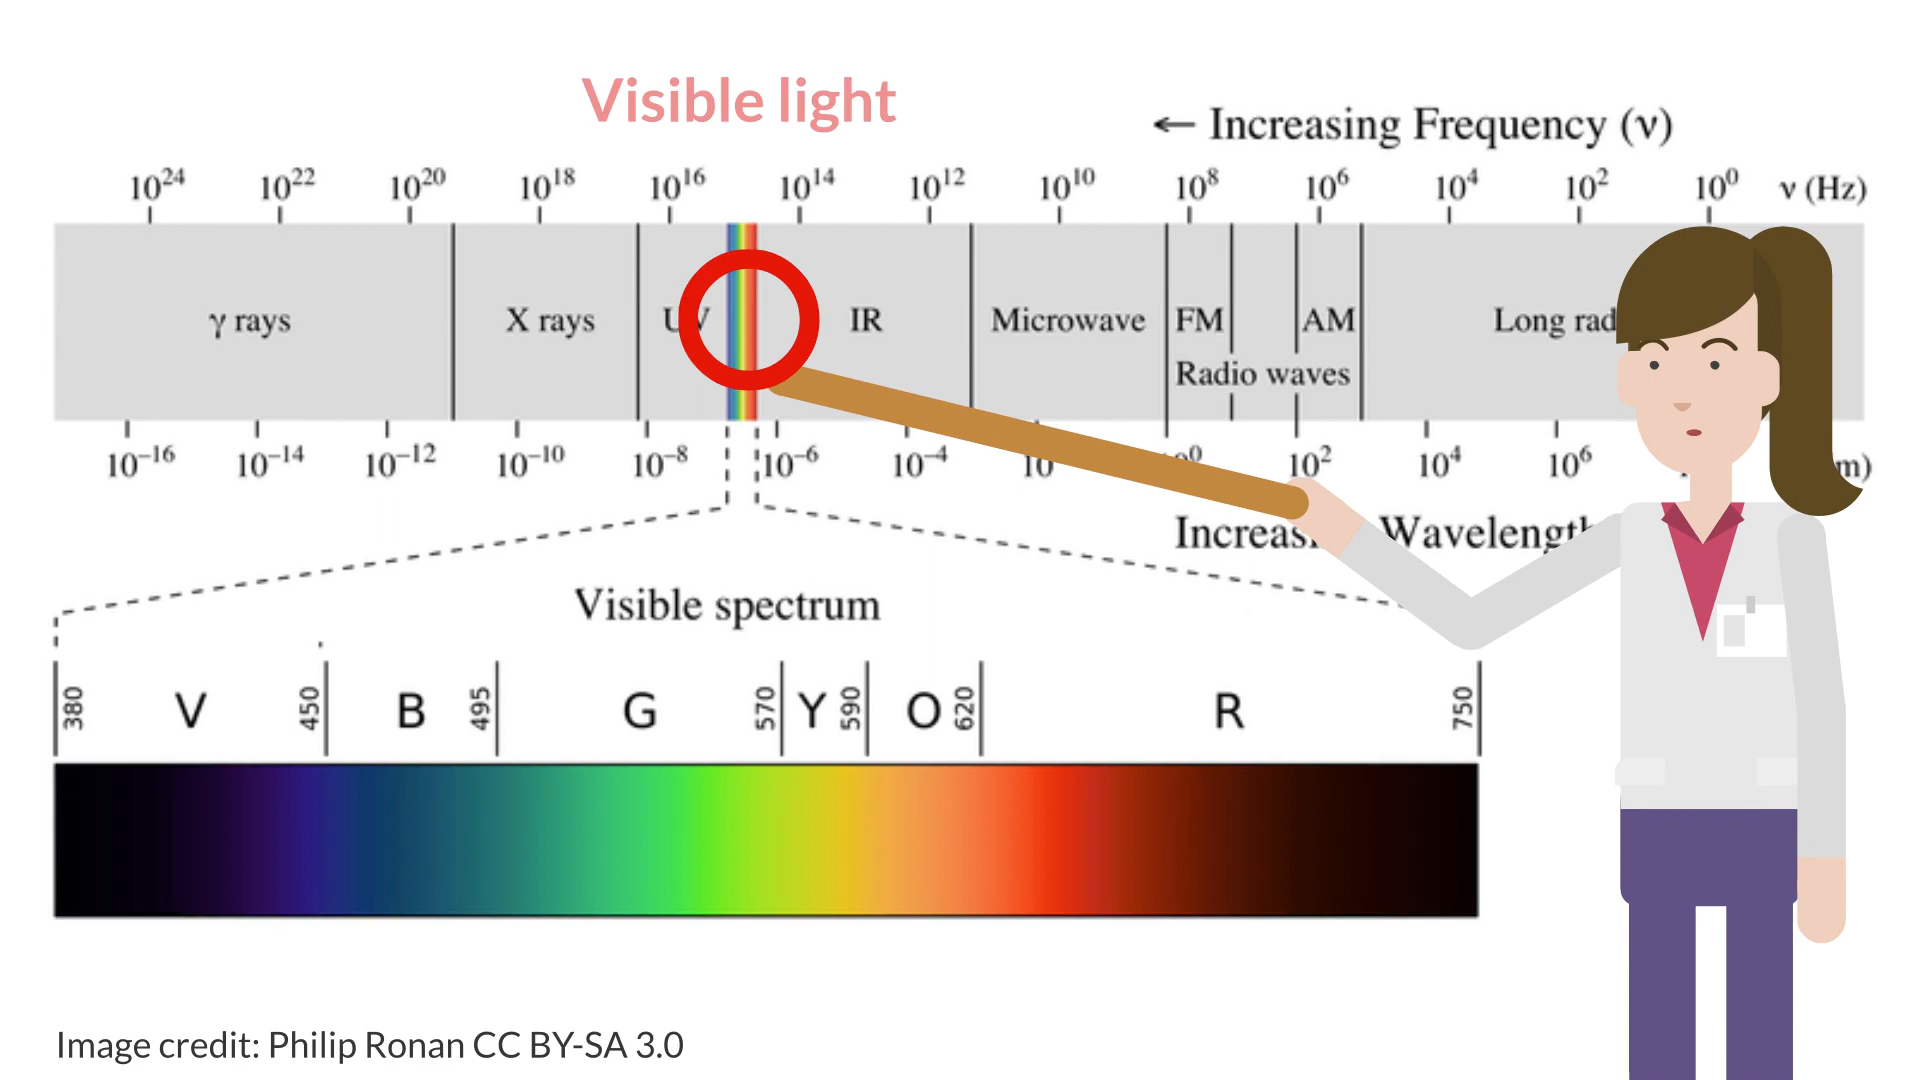 Visible light
← Increasing Frequency (ν)
10²⁴ 10²² 10²⁰ 10¹⁸ 10¹⁶ 10¹⁴ 10¹² 10¹⁰ 10⁸ 10⁶ 10⁴ 10² 10⁰ ν (Hz)
γ rays X rays UV IR Microwave FM AM Long
Radio waves
10⁻¹⁶ 10⁻¹⁴ 10⁻¹² 10⁻¹⁰ 10⁻⁸ 10⁻⁶ 10⁻⁴ 10² 10⁴ 10⁶
Wavelength
Visible spectrum
380 V 450 B 495 G 570 Y 590 O 620 R 750
Image credit: Philip Ronan CC BY-SA 3.0